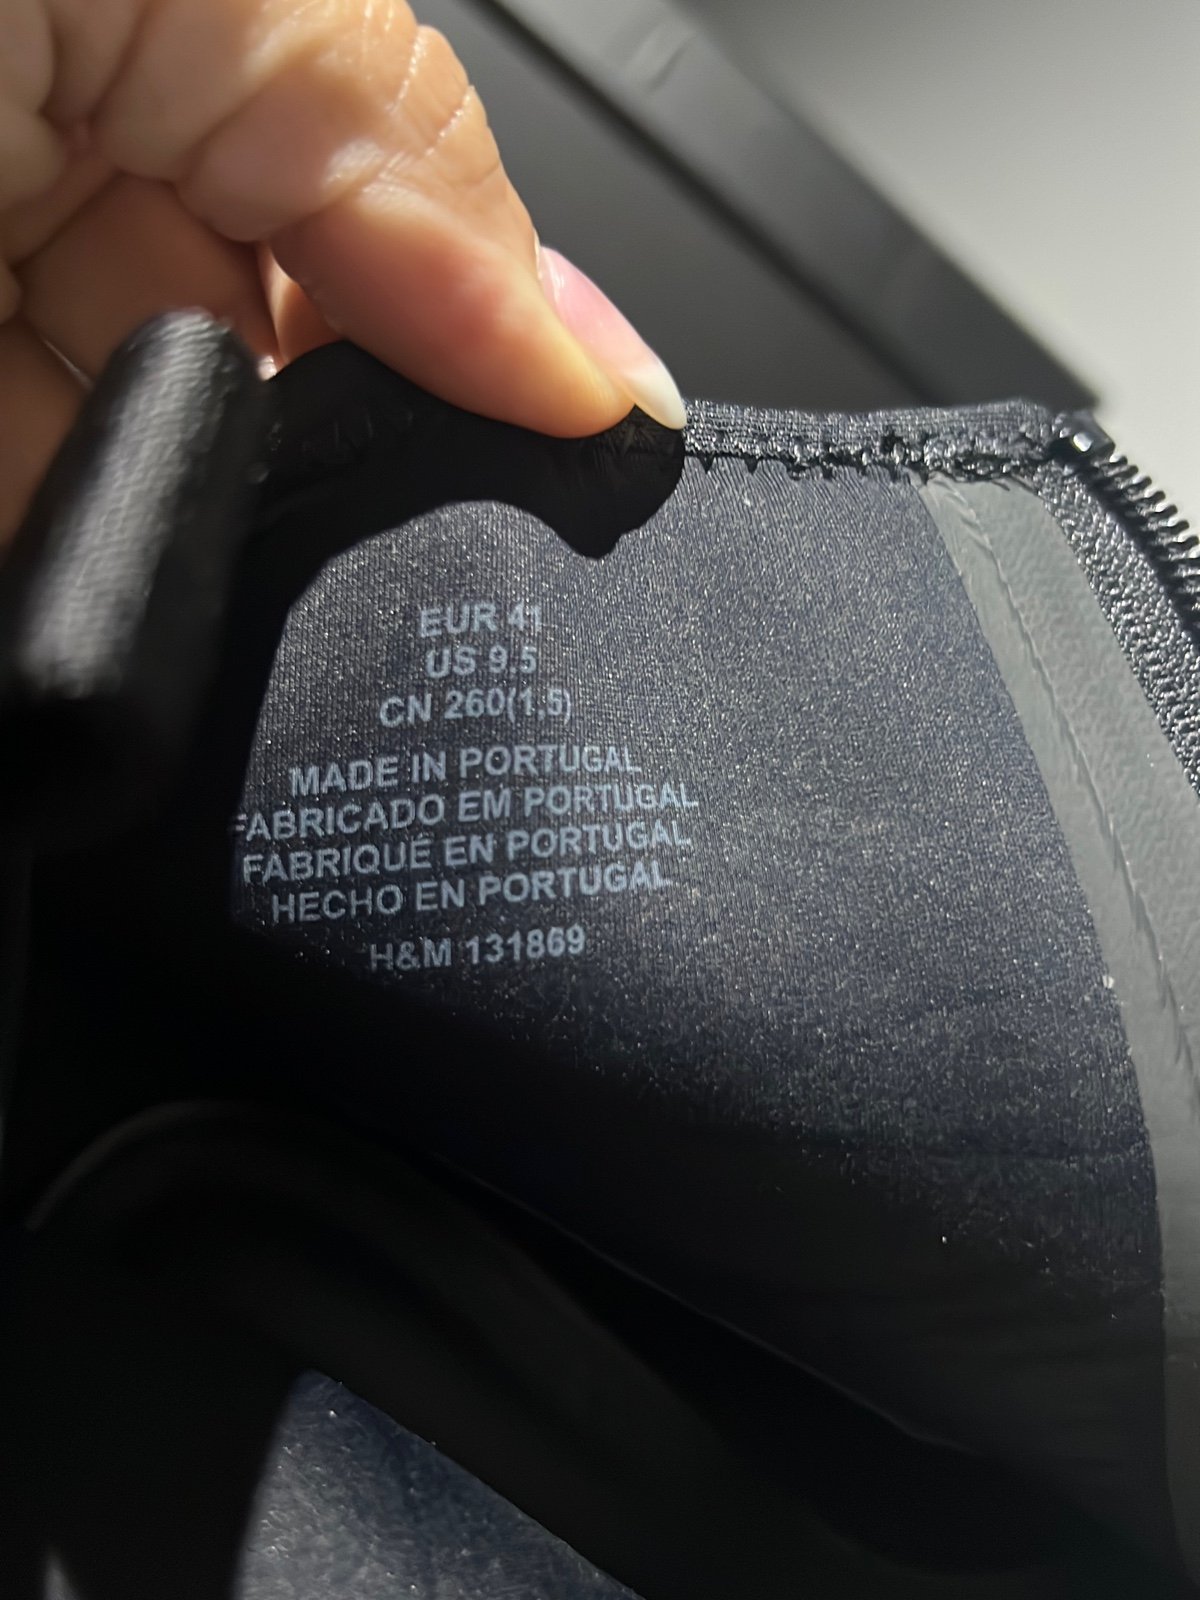 EUR 41
US 9.5
CN 260(1,5)
MADE IN PORTUGAL
FABRICADO EM PORTUGAL
FABRIQUÉ EN PORTUGAL
HECHO EN PORTUGAL
H&M 131869